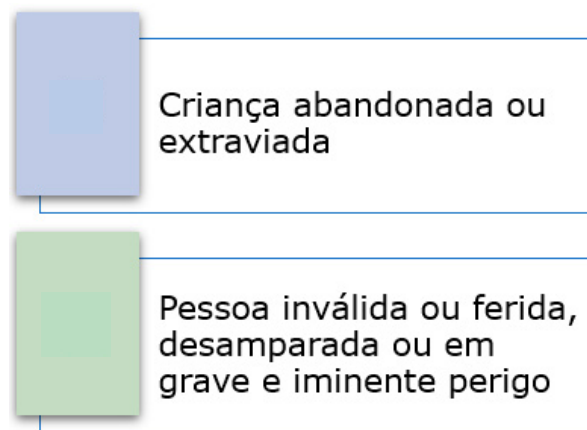 Criança abandonada ou
extraviada
Pessoa inválida ou ferida,
desamparada ou em
grave e iminente perigo